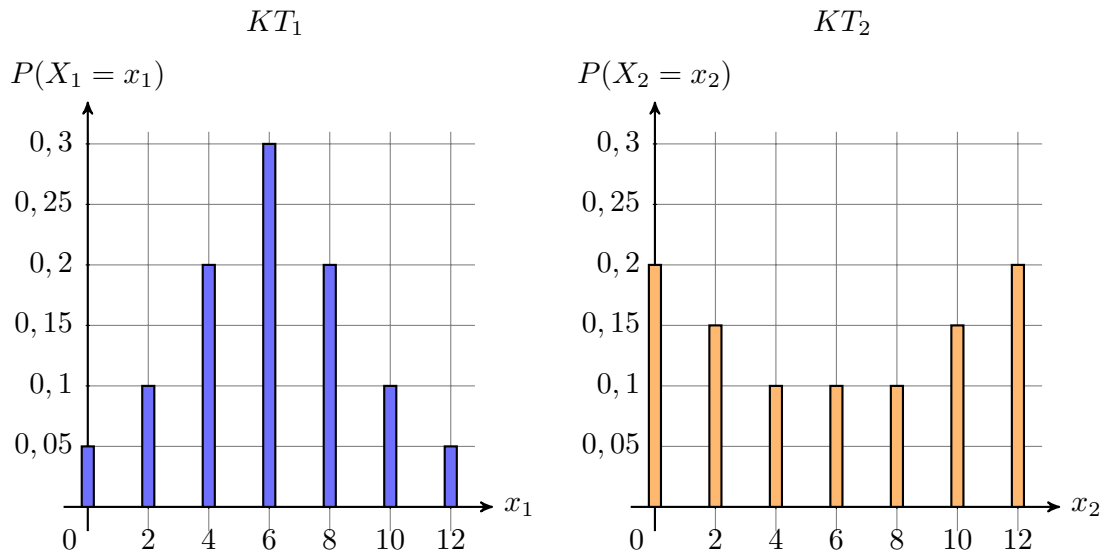 KT₁ KT₂
P(X₁ = x₁) P(X₂ = x₂)
0,3 0,3
0,25 0,25
0,2 0,2
0,15 0,15
0,1 0,1
0,05 0,05
x₁ x₂
0 2 4 6 8 10 12 0 2 4 6 8 10 12